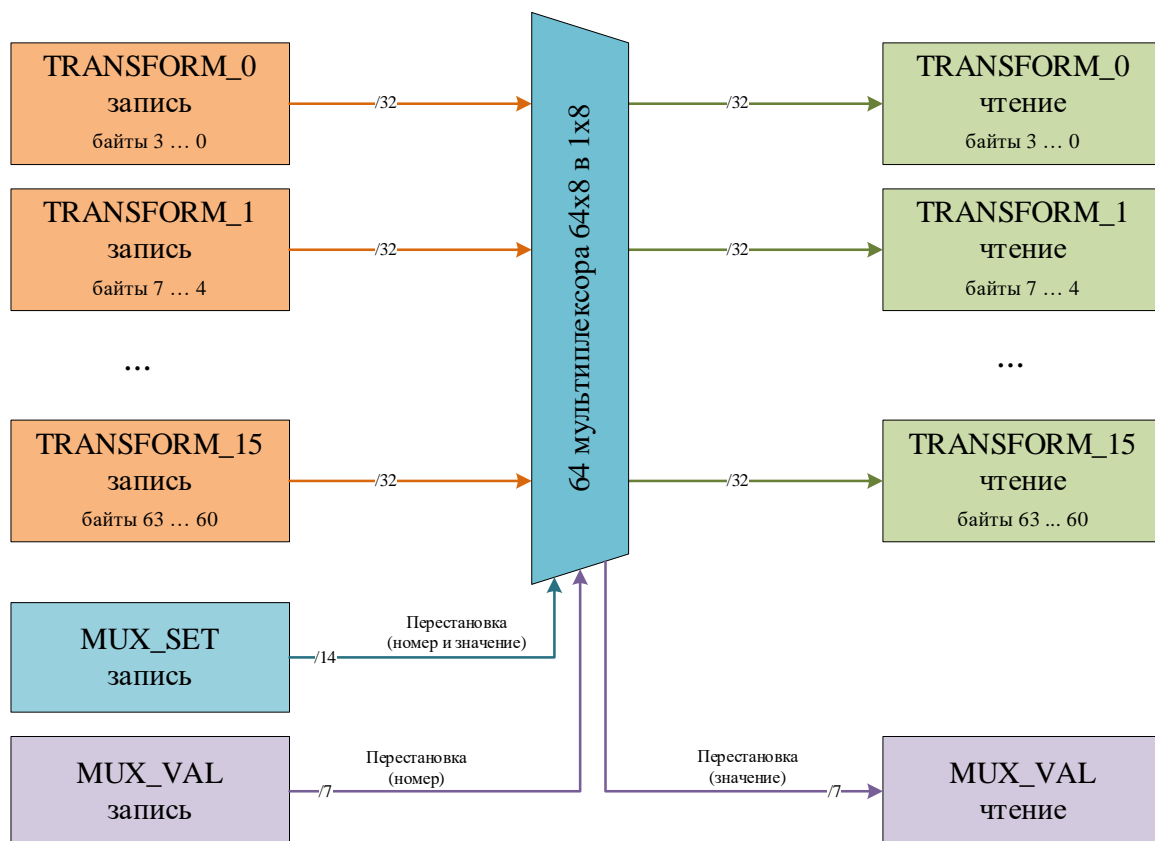 TRANSFORM_0
запись
байты 3 … 0
/32
/32
TRANSFORM_0
чтение
байты 3 … 0
TRANSFORM_1
запись
байты 7 … 4
/32
/32
TRANSFORM_1
чтение
байты 7 … 4
64 мультиплексора 64x8 в 1x8
...
...
TRANSFORM_15
запись
байты 63 … 60
/32
/32
TRANSFORM_15
чтение
байты 63 ... 60
MUX_SET
запись
/14
Перестановка
(номер и значение)
MUX_VAL
запись
/7
Перестановка
(номер)
Перестановка
(значение)
/7
MUX_VAL
чтение